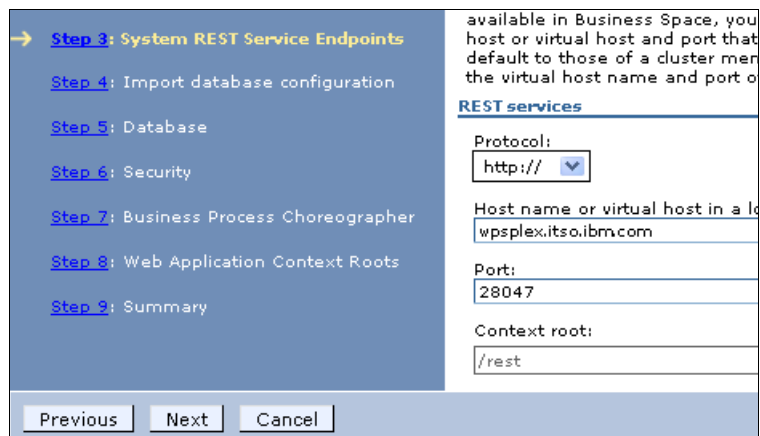 Step 3: System REST Service Endpoints
Step 4: Import database configuration
Step 5: Database
Step 6: Security
Step 7: Business Process Choreographer
Step 8: Web Application Context Roots
Step 9: Summary
available in Business Space, you
host or virtual host and port that
default to those of a cluster mem
the virtual host name and port o
REST services
Protocol:
http://
Host name or virtual host in a lo
wpsplex.itso.ibm.com
Port:
28047
Context root:
/rest
Previous Next Cancel